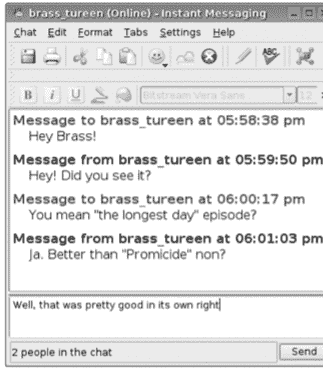 brass_tureen (Online) - Instant Messaging
Chat Edit Format Tabs Settings Help
ABC
B i U Bitstream Vera Sans 12
Message to brass_tureen at 05:58:38 pm
Hey Brass!
Message from brass_tureen at 05:59:50 pm
Hey! Did you see it?
Message to brass_tureen at 06:00:17 pm
You mean "the longest day" episode?
Message from brass_tureen at 06:01:03 pm
Ja. Better than "Promicide" non?
Well, that was pretty good in its own right
2 people in the chat Send